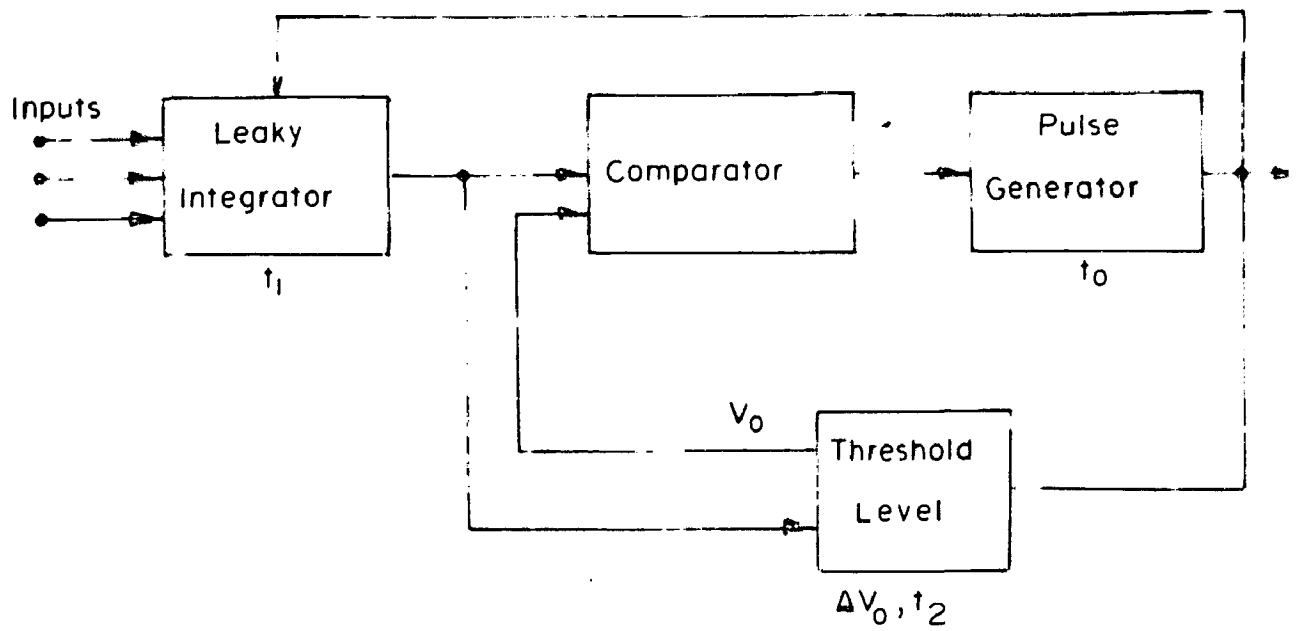 Inputs
Leaky
Integrator
t₁
Comparator
Pulse
Generator
t₀
V₀
Threshold
Level
ΔV₀, t₂